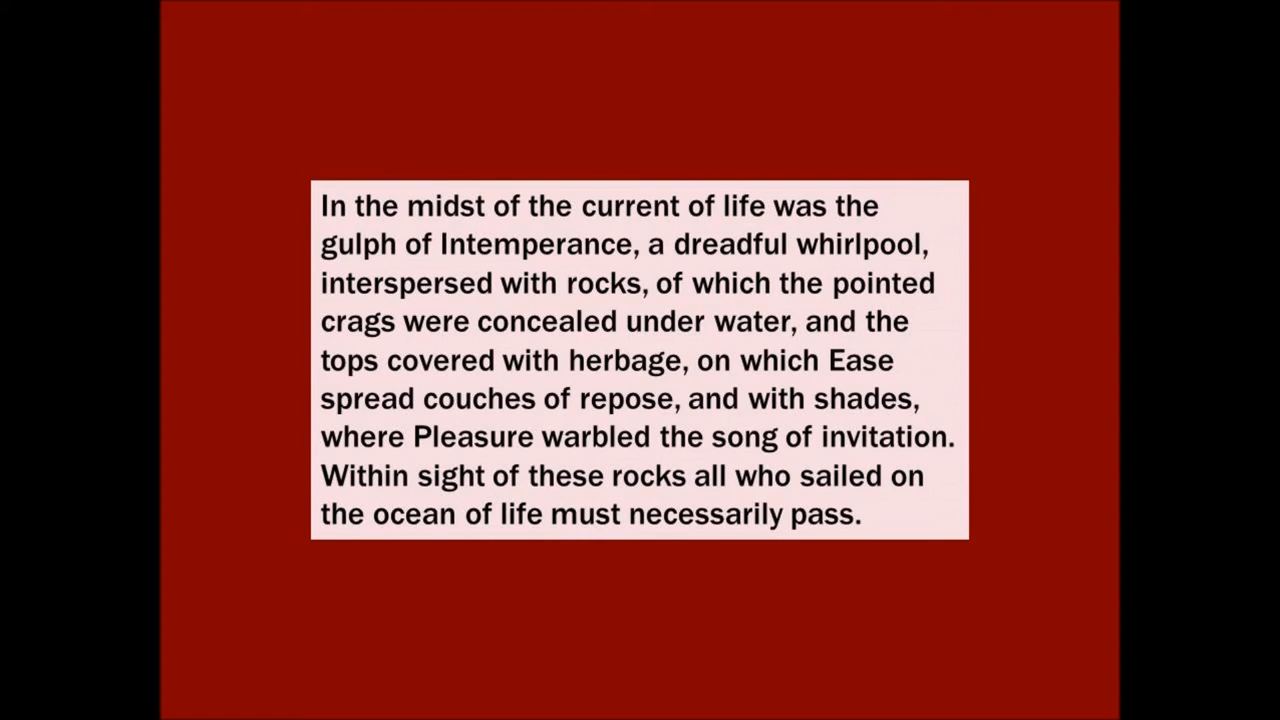 In the midst of the current of life was the
gulph of Intemperance, a dreadful whirlpool,
interspersed with rocks, of which the pointed
crags were concealed under water, and the
tops covered with herbage, on which Ease
spread couches of repose, and with shades,
where Pleasure warbled the song of invitation.
Within sight of these rocks all who sailed on
the ocean of life must necessarily pass.